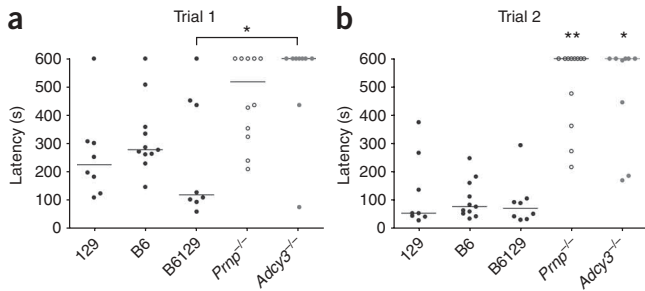 a
Trial 1
*
Latency (s)
600
500
400
300
200
100
0
129
B6
B6129
Prnp−/−
Adcy3−/−
b
Trial 2
**
*
Latency (s)
600
500
400
300
200
100
0
129
B6
B6129
Prnp−/−
Adcy3−/−